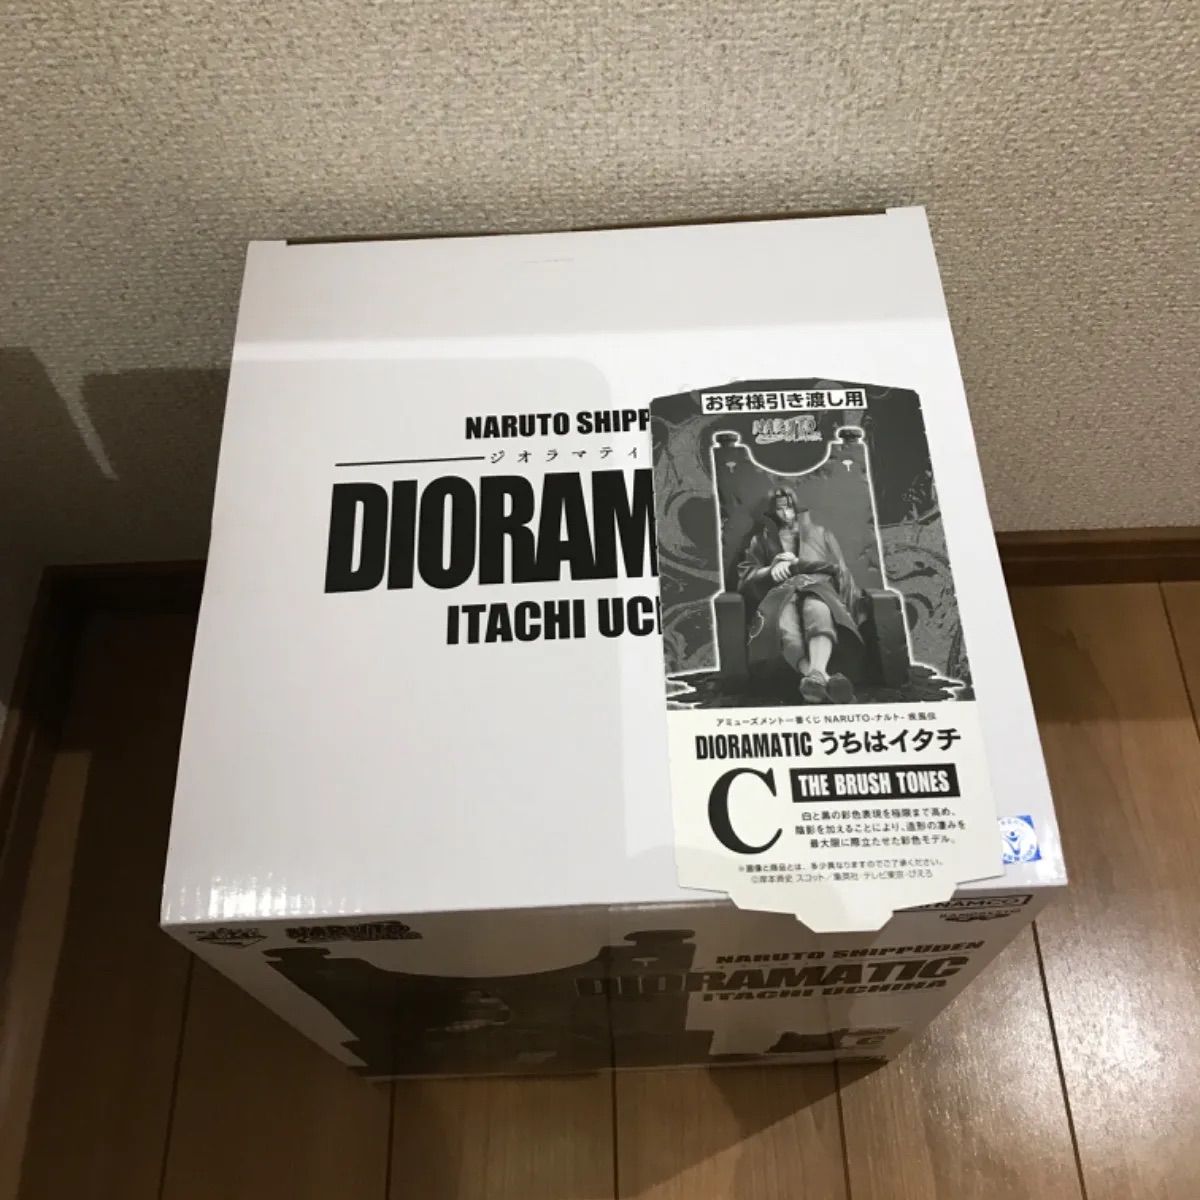 NARUTO SHIPP
ジオラマティ
DIORAM
ITACHI UCH
お客様引き渡し用
NARUTO
アミューズメント一番くじ NARUTO-ナルト- 疾風伝
DIORAMATIC うちはイタチ
C
THE BRUSH TONES
白と黒の彩色表現を極限まで高め、
陰影を加えることにより、造形の凄みを
最大限に際立たせた彩色モデル。
※画像と商品とは、多少異なりますのでご了承ください。
©岸本斉史 スコット/集英社・テレビ東京・ぴえろ
NAMCO
BANPRESTO
NARUTO
NARUTO SHIPPUDEN
DIORAMATIC
ITACHI UCHIHA